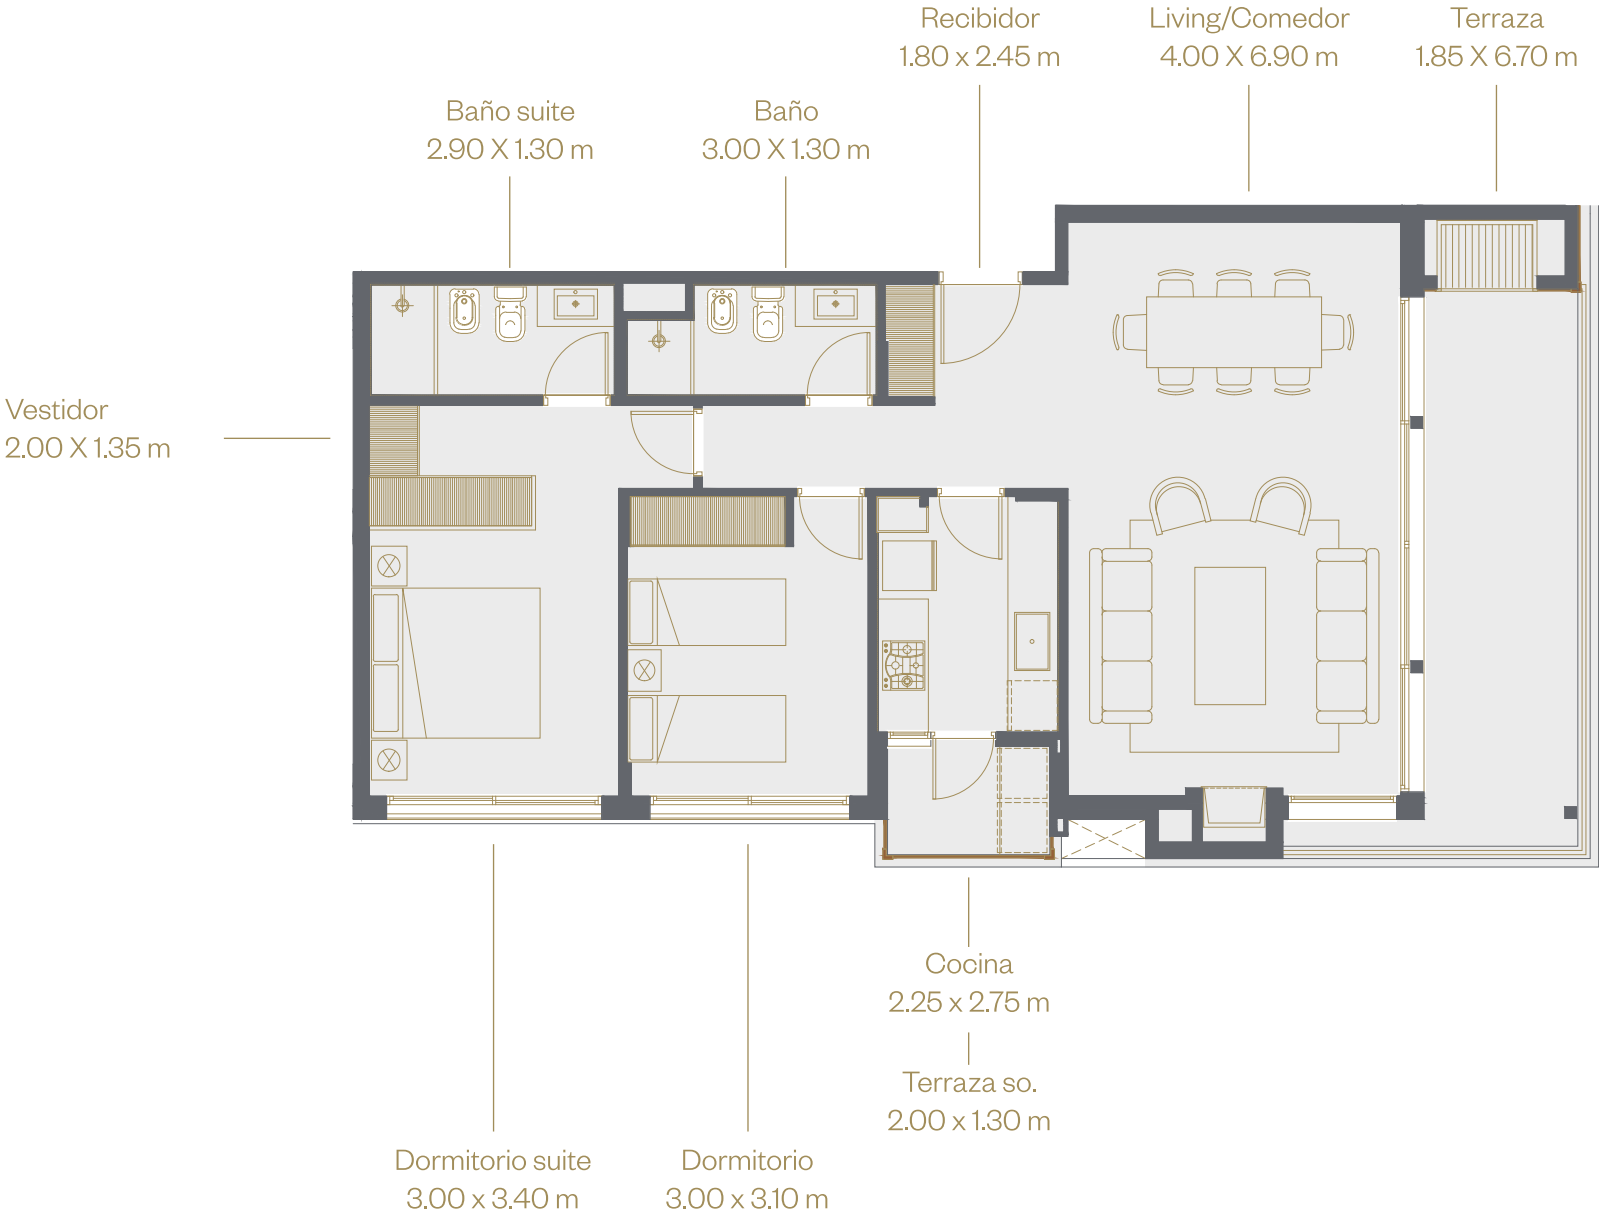 Recibidor
1.80 x 2.45 m
Living/Comedor
4.00 X 6.90 m
Terraza
1.85 X 6.70 m
Baño suite
2.90 X 1.30 m
Baño
3.00 X 1.30 m
Vestidor
2.00 X 1.35 m
Cocina
2.25 x 2.75 m
Terraza so.
2.00 x 1.30 m
Dormitorio suite
3.00 x 3.40 m
Dormitorio
3.00 x 3.10 m